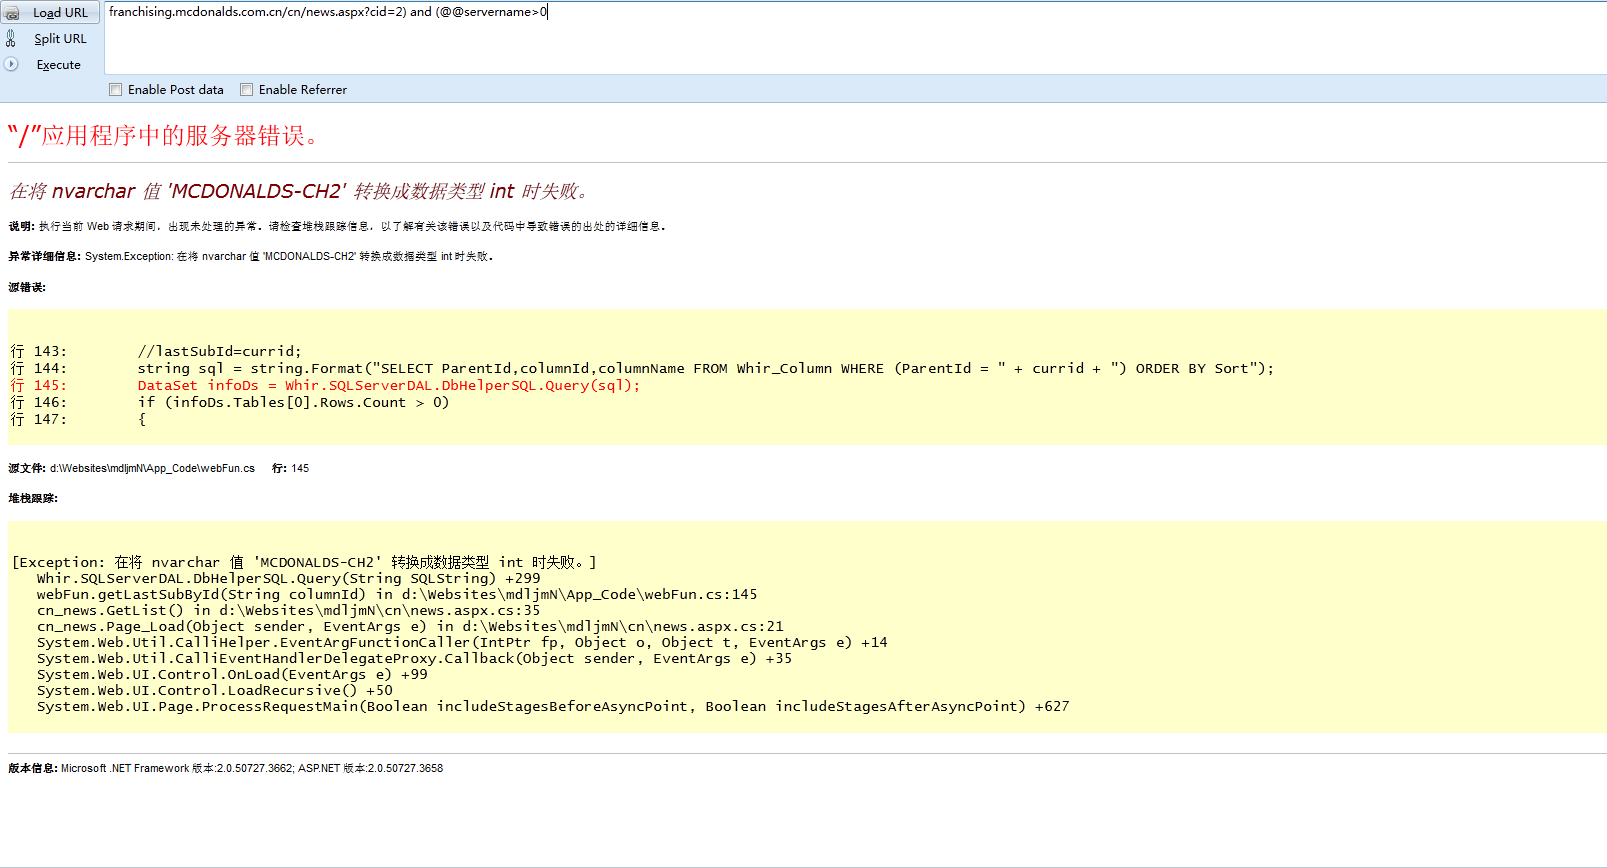 Load URL
franchising.mcdonalds.com.cn/cn/news.aspx?cid=2) and (@@servername>0
Split URL
Execute
Enable Post data Enable Referrer
“/”应用程序中的服务器错误。
在将 nvarchar 值 'MCDONALDS-CH2' 转换成数据类型 int 时失败。
说明: 执行当前 Web 请求期间，出现未处理的异常。请检查堆栈跟踪信息，以了解有关该错误以及代码中导致错误的出处的详细信息。
异常详细信息: System.Exception: 在将 nvarchar 值 'MCDONALDS-CH2' 转换成数据类型 int 时失败。
源错误:
行 143: //lastSubId=currid;
行 144: string sql = string.Format("SELECT ParentId,columnId,columnName FROM Whir_Column WHERE (ParentId = " + currid + ") ORDER BY Sort");
行 145: DataSet infoDs = Whir.SQLServerDAL.DbHelperSQL.Query(sql);
行 146: if (infoDs.Tables[0].Rows.Count > 0)
行 147: {
源文件: d:\Websites\mdljmN\App_Code\webFun.cs 行: 145
堆栈跟踪:
[Exception: 在将 nvarchar 值 'MCDONALDS-CH2' 转换成数据类型 int 时失败。]
Whir.SQLServerDAL.DbHelperSQL.Query(String SQLString) +299
webFun.getLastSubById(String columnId) in d:\Websites\mdljmN\App_Code\webFun.cs:145
cn_news.GetList() in d:\Websites\mdljmN\cn\news.aspx.cs:35
cn_news.Page_Load(Object sender, EventArgs e) in d:\Websites\mdljmN\cn\news.aspx.cs:21
System.Web.Util.CalliHelper.EventArgFunctionCaller(IntPtr fp, Object o, Object t, EventArgs e) +14
System.Web.Util.CalliEventHandlerDelegateProxy.Callback(Object sender, EventArgs e) +35
System.Web.UI.Control.OnLoad(EventArgs e) +99
System.Web.UI.Control.LoadRecursive() +50
System.Web.UI.Page.ProcessRequestMain(Boolean includeStagesBeforeAsyncPoint, Boolean includeStagesAfterAsyncPoint) +627
版本信息: Microsoft .NET Framework 版本:2.0.50727.3662; ASP.NET 版本:2.0.50727.3658